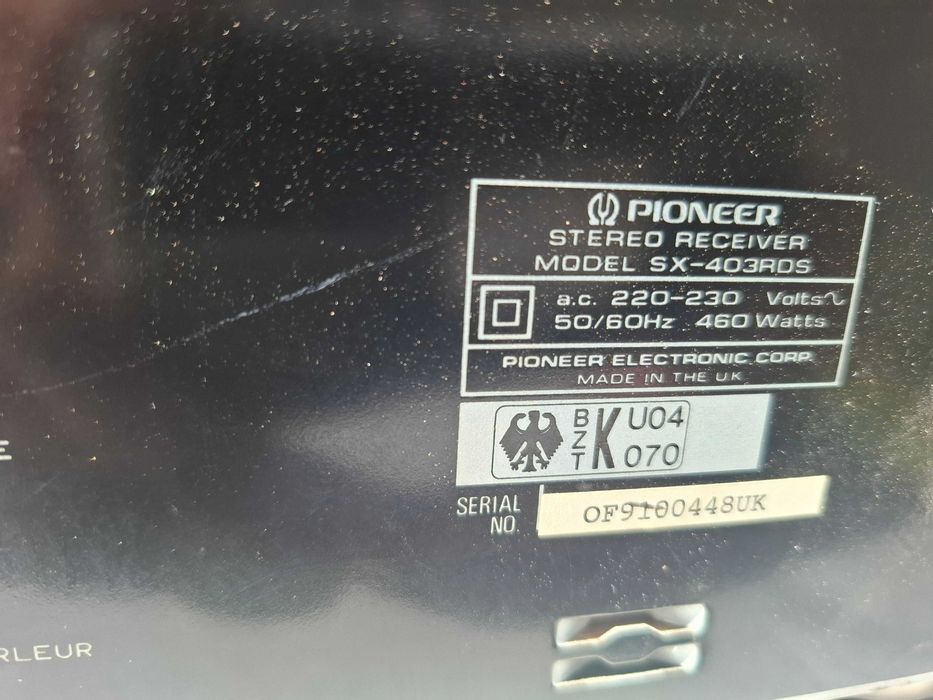 PIONEER
STEREO RECEIVER
MODEL SX-403RDS
a.c. 220-230 Volts~
50/60Hz 460 Watts
PIONEER ELECTRONIC CORP.
MADE IN THE U.K.
BZT K U04 070
SERIAL NO. OF9100448UK
E
RLEUR